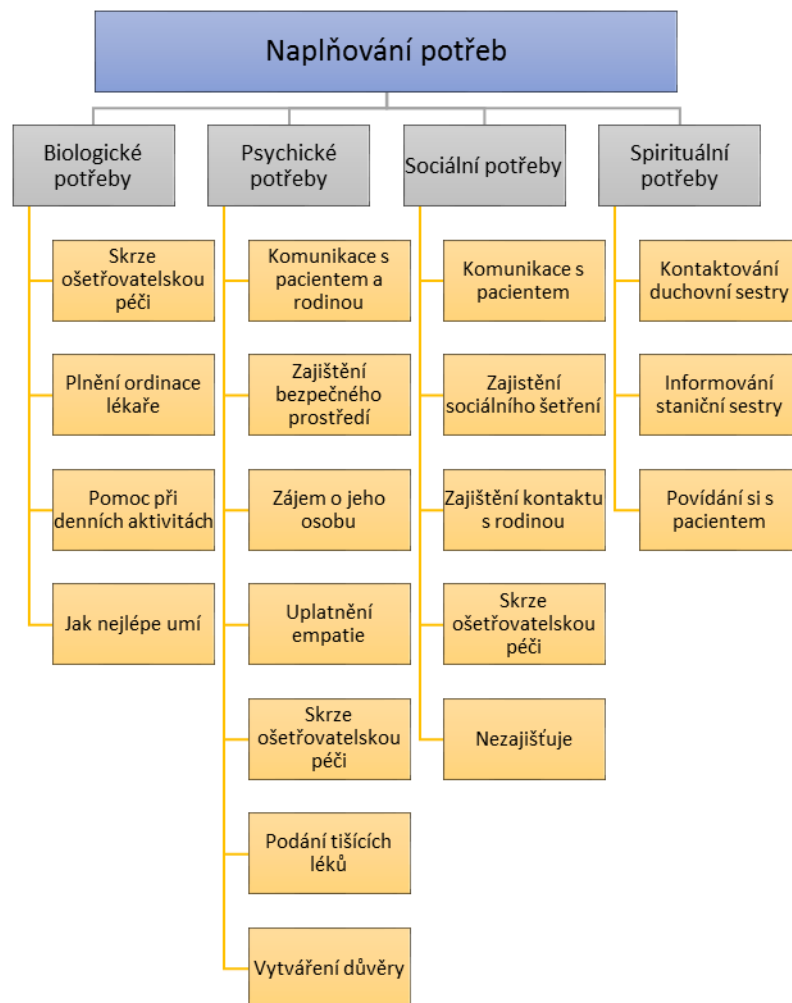 Naplňování potřeb
Biologické
potřeby
Skrze
ošetřovatelskou
péči
Plnění ordinace
lékaře
Pomoc při
denních aktivitách
Jak nejlépe umí
Psychické
potřeby
Komunikace s
pacientem a
rodinou
Zajištění
bezpečného
prostředí
Zájem o jeho
osobu
Uplatnění
empatie
Skrze
ošetřovatelskou
péči
Podání tišících
léků
Vytváření důvěry
Sociální potřeby
Komunikace s
pacientem
Zajistění
sociálního šetření
Zajištění kontaktu
s rodinou
Skrze
ošetřovatelskou
péči
Nezajišťuje
Spirituální
potřeby
Kontaktování
duchovní sestry
Informování
staniční sestry
Povídání si s
pacientem